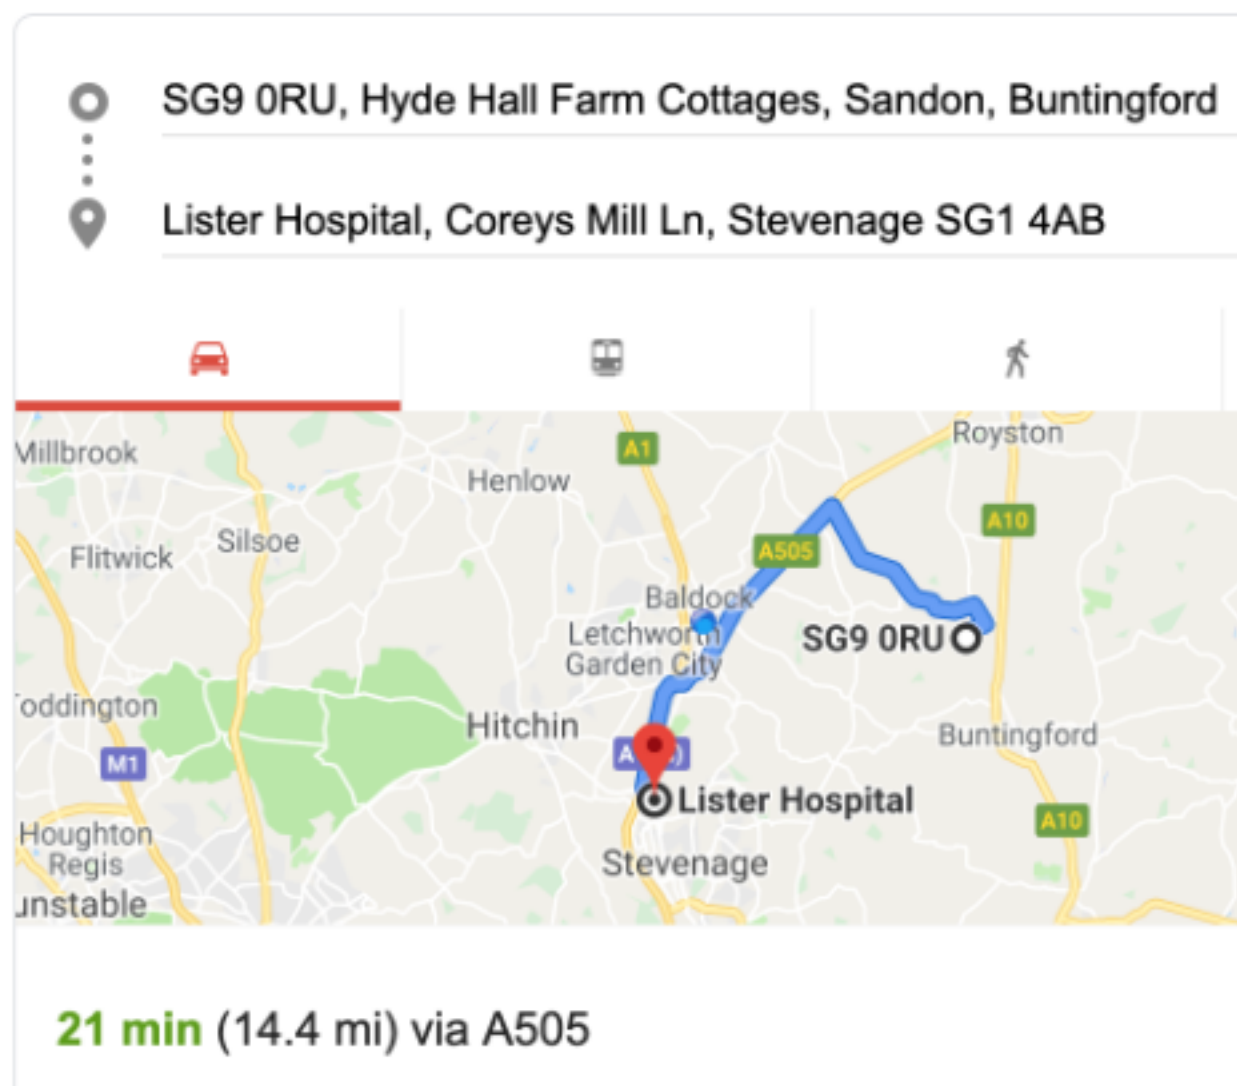 SG9 0RU, Hyde Hall Farm Cottages, Sandon, Buntingford
Lister Hospital, Coreys Mill Ln, Stevenage SG1 4AB
Royston
Millbrook
A1
Henlow
A10
Silsoe
Flitwick
A505
Baldock
Letchworth
Garden City
SG9 0RU
oddington
Hitchin
Buntingford
M1
A )
Lister Hospital
A10
Houghton
Regis
Stevenage
unstable
21 min (14.4 mi) via A505